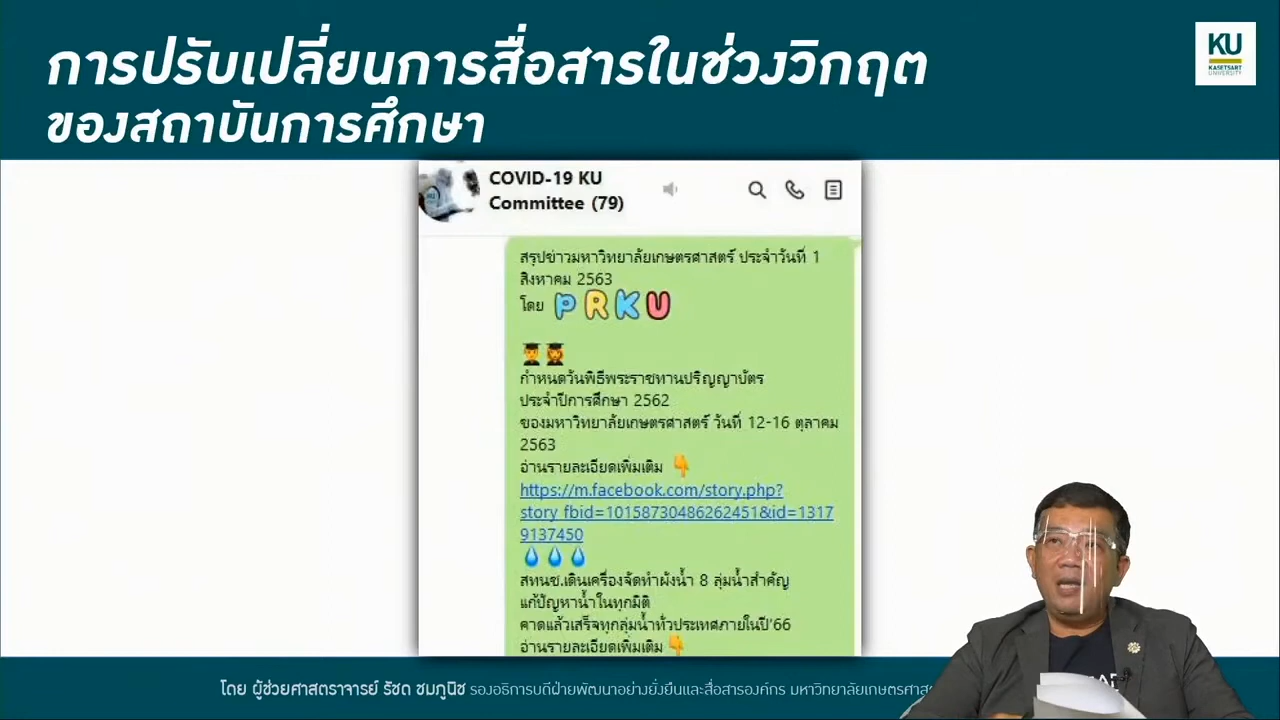 การปรับเปลี่ยนการสื่อสารในช่วงวิกฤต
ของสถาบันการศึกษา
KU
KASETSART
UNIVERSITY
COVID-19 KU
Committee (79)
สรุปข่าวมหาวิทยาลัยเกษตรศาสตร์ ประจำวันที่ 1
สิงหาคม 2563
โดย PRKU
กำหนดวันพิธีพระราชทานปริญญาบัตร
ประจำปีการศึกษา 2562
ของมหาวิทยาลัยเกษตรศาสตร์ วันที่ 12-16 ตุลาคม
2563
อ่านรายละเอียดเพิ่มเติม 👇
https://m.facebook.com/story.php?
story_fbid=10158730486262451&id=1317
9137450
💧💧💧
สทนช.เดินเครื่องจัดทำผังน้ำ 8 ลุ่มน้ำสำคัญ
แก้ปัญหาน้ำในทุกมิติ
คาดแล้วเสร็จทุกลุ่มน้ำทั่วประเทศภายในปี'66
อ่านรายละเอียดเพิ่มเติม👇
โดย ผู้ช่วยศาสตราจารย์ รัชด ชมภูนิช รองอธิการบดีฝ่ายพัฒนาอย่างยั่งยืนและสื่อสารองค์กร มหาวิทยาลัยเกษตรศาส